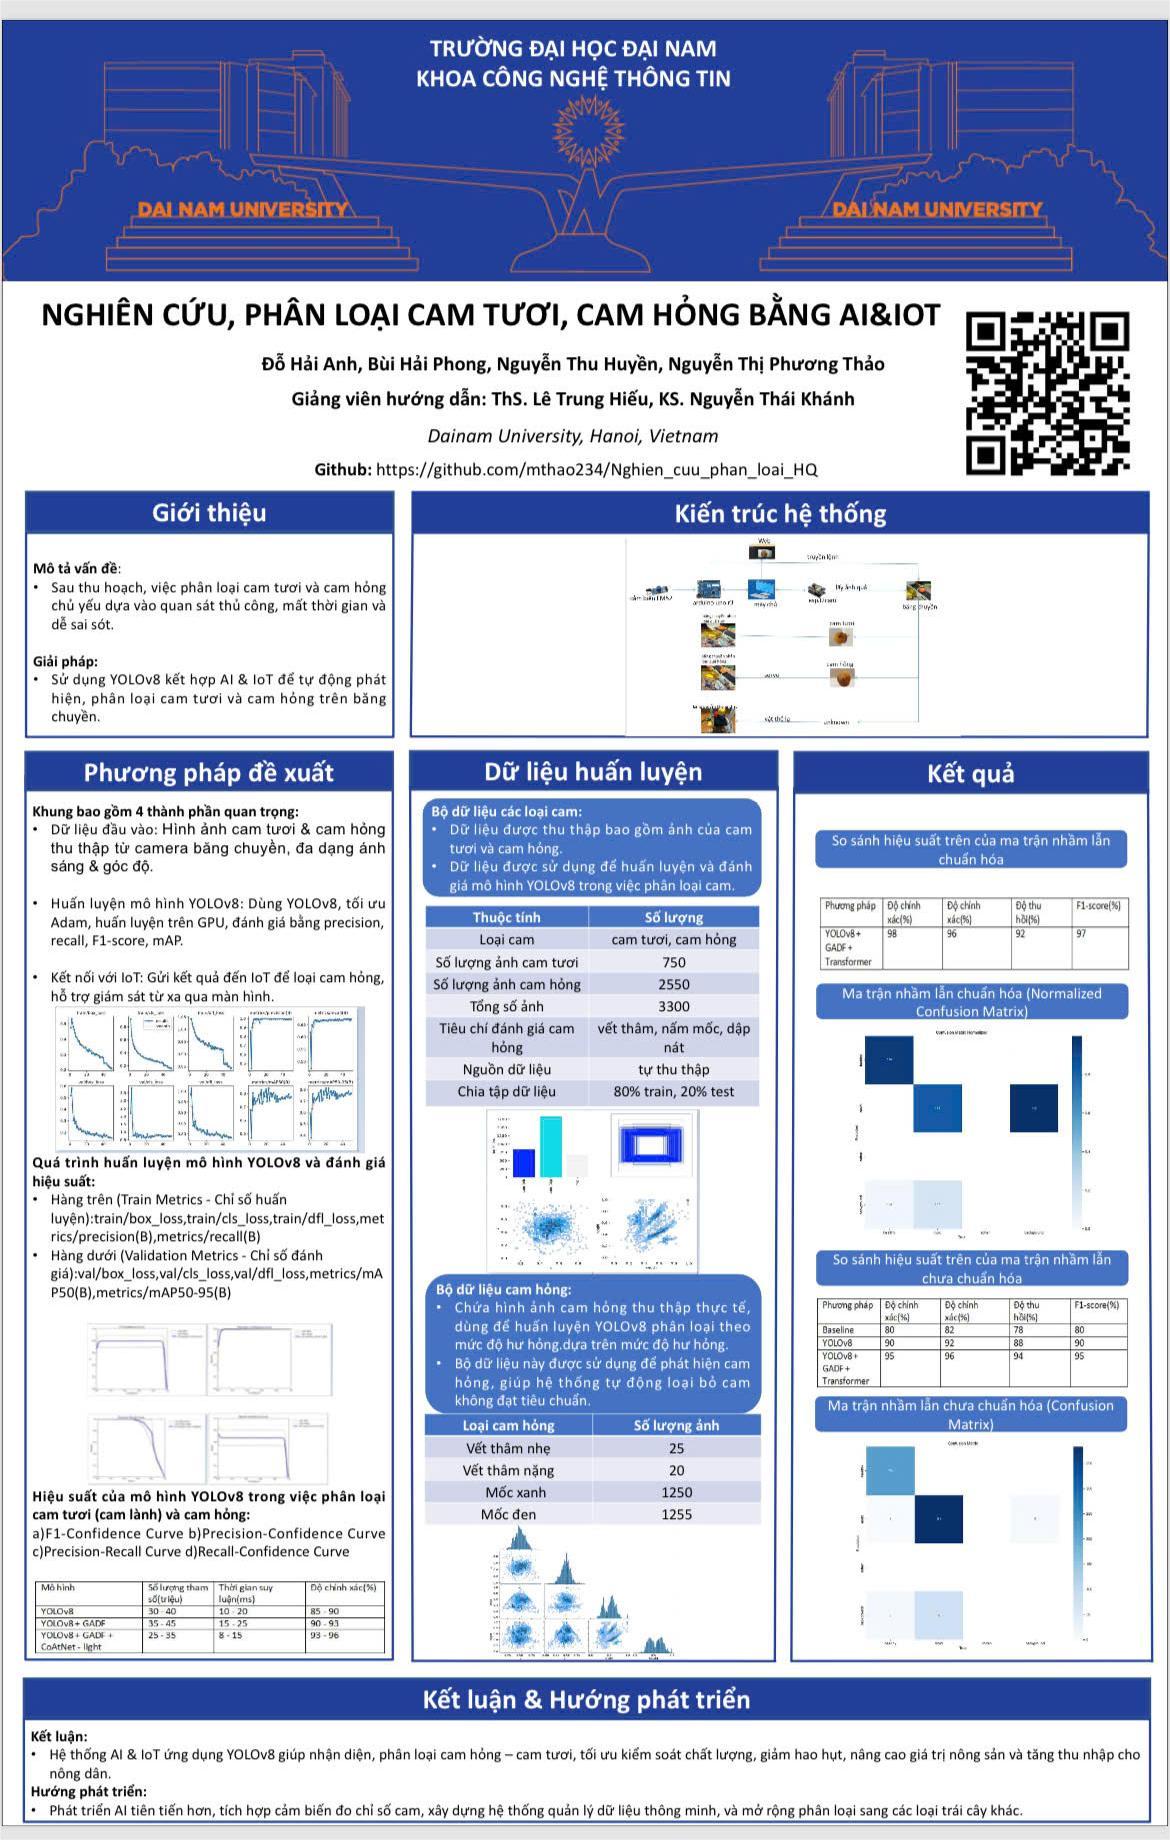 TRƯỜNG ĐẠI HỌC ĐẠI NAM
KHOA CÔNG NGHỆ THÔNG TIN
DAI NAM UNIVERSITY
DAI NAM UNIVERSITY
NGHIÊN CỨU, PHÂN LOẠI CAM TƯƠI, CAM HỎNG BẰNG AI&IOT
Đỗ Hải Anh, Bùi Hải Phong, Nguyễn Thu Huyền, Nguyễn Thị Phương Thảo
Giảng viên hướng dẫn: ThS. Lê Trung Hiếu, KS. Nguyễn Thái Khánh
Dainam University, Hanoi, Vietnam
Github: https://github.com/mthao234/Nghien_cuu_phan_loai_HQ
Giới thiệu
Mô tả vấn đề:
• Sau thu hoạch, việc phân loại cam tươi và cam hỏng
chủ yếu dựa vào quan sát thủ công, mất thời gian và
dễ sai sót.
Giải pháp:
• Sử dụng YOLOv8 kết hợp AI & IoT để tự động phát
hiện, phân loại cam tươi và cam hỏng trên băng
chuyền.
Kiến trúc hệ thống
Web
truyền lệnh
lấy ảnh quả
máy chủ
băng chuyền
cam tươi
cam hỏng
servo
vật thể lạ
unknown
Phương pháp đề xuất
Khung bao gồm 4 thành phần quan trọng:
• Dữ liệu đầu vào: Hình ảnh cam tươi & cam hỏng
thu thập từ camera băng chuyền, đa dạng ánh
sáng & góc độ.
• Huấn luyện mô hình YOLOv8: Dùng YOLOv8, tối ưu
Adam, huấn luyện trên GPU, đánh giá bằng precision,
recall, F1-score, mAP.
• Kết nối với IoT: Gửi kết quả đến IoT để loại cam hỏng,
hỗ trợ giám sát từ xa qua màn hình.
Quá trình huấn luyện mô hình YOLOv8 và đánh giá
hiệu suất:
• Hàng trên (Train Metrics - Chỉ số huấn
luyện):train/box_loss,train/cls_loss,train/dfl_loss,met
rics/precision(B),metrics/recall(B)
• Hàng dưới (Validation Metrics - Chỉ số đánh
giá):val/box_loss,val/cls_loss,val/dfl_loss,metrics/mA
P50(B),metrics/mAP50-95(B)
Hiệu suất của mô hình YOLOv8 trong việc phân loại
cam tươi (cam lành) và cam hỏng:
a)F1-Confidence Curve b)Precision-Confidence Curve
c)Precision-Recall Curve d)Recall-Confidence Curve
Mô hình Số lượng tham số(triệu) Thời gian suy luận(ms) Độ chính xác(%)
YOLOv8 30 - 40 10 - 20 85 - 90
YOLOv8 + GADF 35 - 45 15 - 25 90 - 93
YOLOv8 + GADF + CoAtNet - light 25 - 35 8 - 15 93 - 96
Dữ liệu huấn luyện
Bộ dữ liệu các loại cam:
• Dữ liệu được thu thập bao gồm ảnh của cam
tươi và cam hỏng.
• Dữ liệu được sử dụng để huấn luyện và đánh
giá mô hình YOLOv8 trong việc phân loại cam.
Thuộc tính Số lượng
Loại cam cam tươi, cam hỏng
Số lượng ảnh cam tươi 750
Số lượng ảnh cam hỏng 2550
Tổng số ảnh 3300
Tiêu chí đánh giá cam hỏng vết thâm, nấm mốc, dập nát
Nguồn dữ liệu tự thu thập
Chia tập dữ liệu 80% train, 20% test
Bộ dữ liệu cam hỏng:
• Chứa hình ảnh cam hỏng thu thập thực tế,
dùng để huấn luyện YOLOv8 phân loại theo
mức độ hư hỏng.dựa trên mức độ hư hỏng.
• Bộ dữ liệu này được sử dụng để phát hiện cam
hỏng, giúp hệ thống tự động loại bỏ cam
không đạt tiêu chuẩn.
Loại cam hỏng Số lượng ảnh
Vết thâm nhẹ 25
Vết thâm nặng 20
Mốc xanh 1250
Mốc đen 1255
Kết quả
So sánh hiệu suất trên của ma trận nhầm lẫn
chuẩn hóa
Phương pháp Độ chính xác(%) Độ chính xác(%) Độ thu hồi(%) F1-score(%)
YOLOv8+ GADF + Transformer 98 96 92 97
Ma trận nhầm lẫn chuẩn hóa (Normalized
Confusion Matrix)
Confusion Matrix Normalized
So sánh hiệu suất trên của ma trận nhầm lẫn
chưa chuẩn hóa
Phương pháp Độ chính xác(%) Độ chính xác(%) Độ thu hồi(%) F1-score(%)
Baseline 80 82 78 80
YOLOv8 90 92 88 90
YOLOv8 + GADF + Transformer 95 96 94 95
Ma trận nhầm lẫn chưa chuẩn hóa (Confusion
Matrix)
Confusion Matrix
Kết luận & Hướng phát triển
Kết luận:
• Hệ thống AI & IoT ứng dụng YOLOv8 giúp nhận diện, phân loại cam hỏng – cam tươi, tối ưu kiểm soát chất lượng, giảm hao hụt, nâng cao giá trị nông sản và tăng thu nhập cho
nông dân.
Hướng phát triển:
• Phát triển AI tiên tiến hơn, tích hợp cảm biến đo chỉ số cam, xây dựng hệ thống quản lý dữ liệu thông minh, và mở rộng phân loại sang các loại trái cây khác.